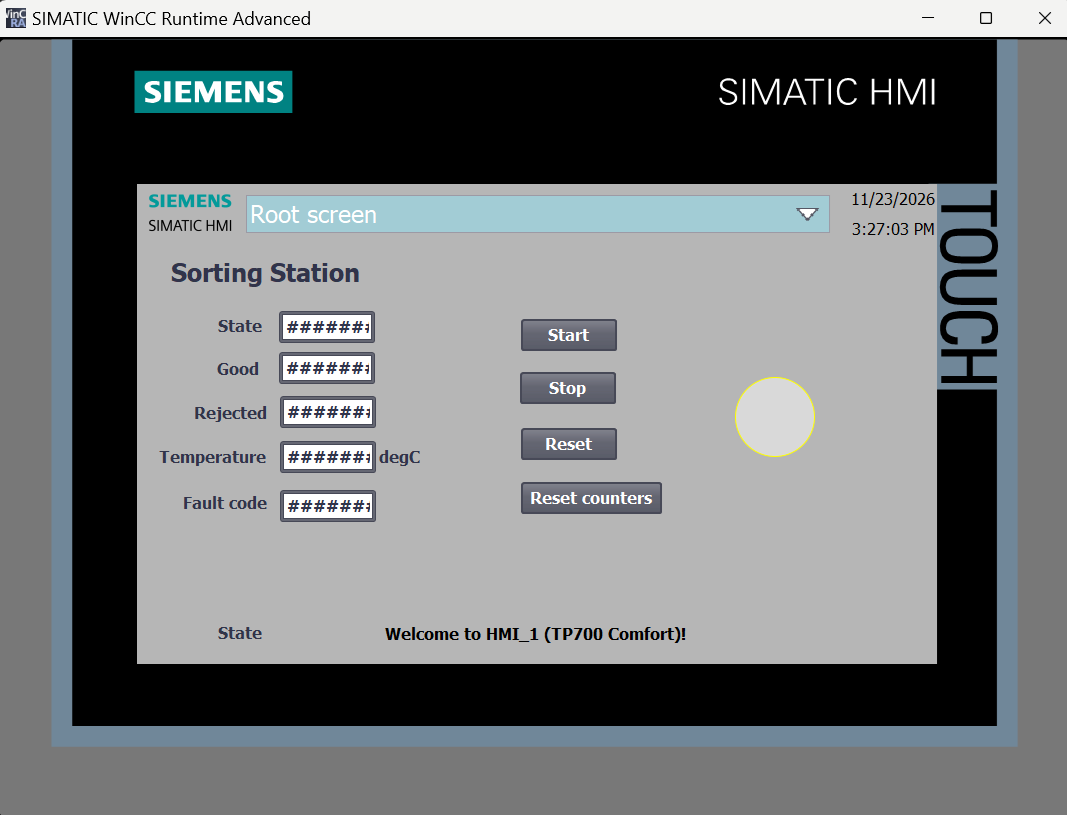 SIMATIC WinCC Runtime Advanced
SIEMENS
SIMATIC HMI
SIEMENS
SIMATIC HMI
Root screen
11/23/2026
3:27:03 PM
TOUCH
Sorting Station
State
######
Start
Good
######
Stop
Rejected
######
Reset
Temperature
###### degC
Fault code
######
Reset counters
State
Welcome to HMI_1 (TP700 Comfort)!